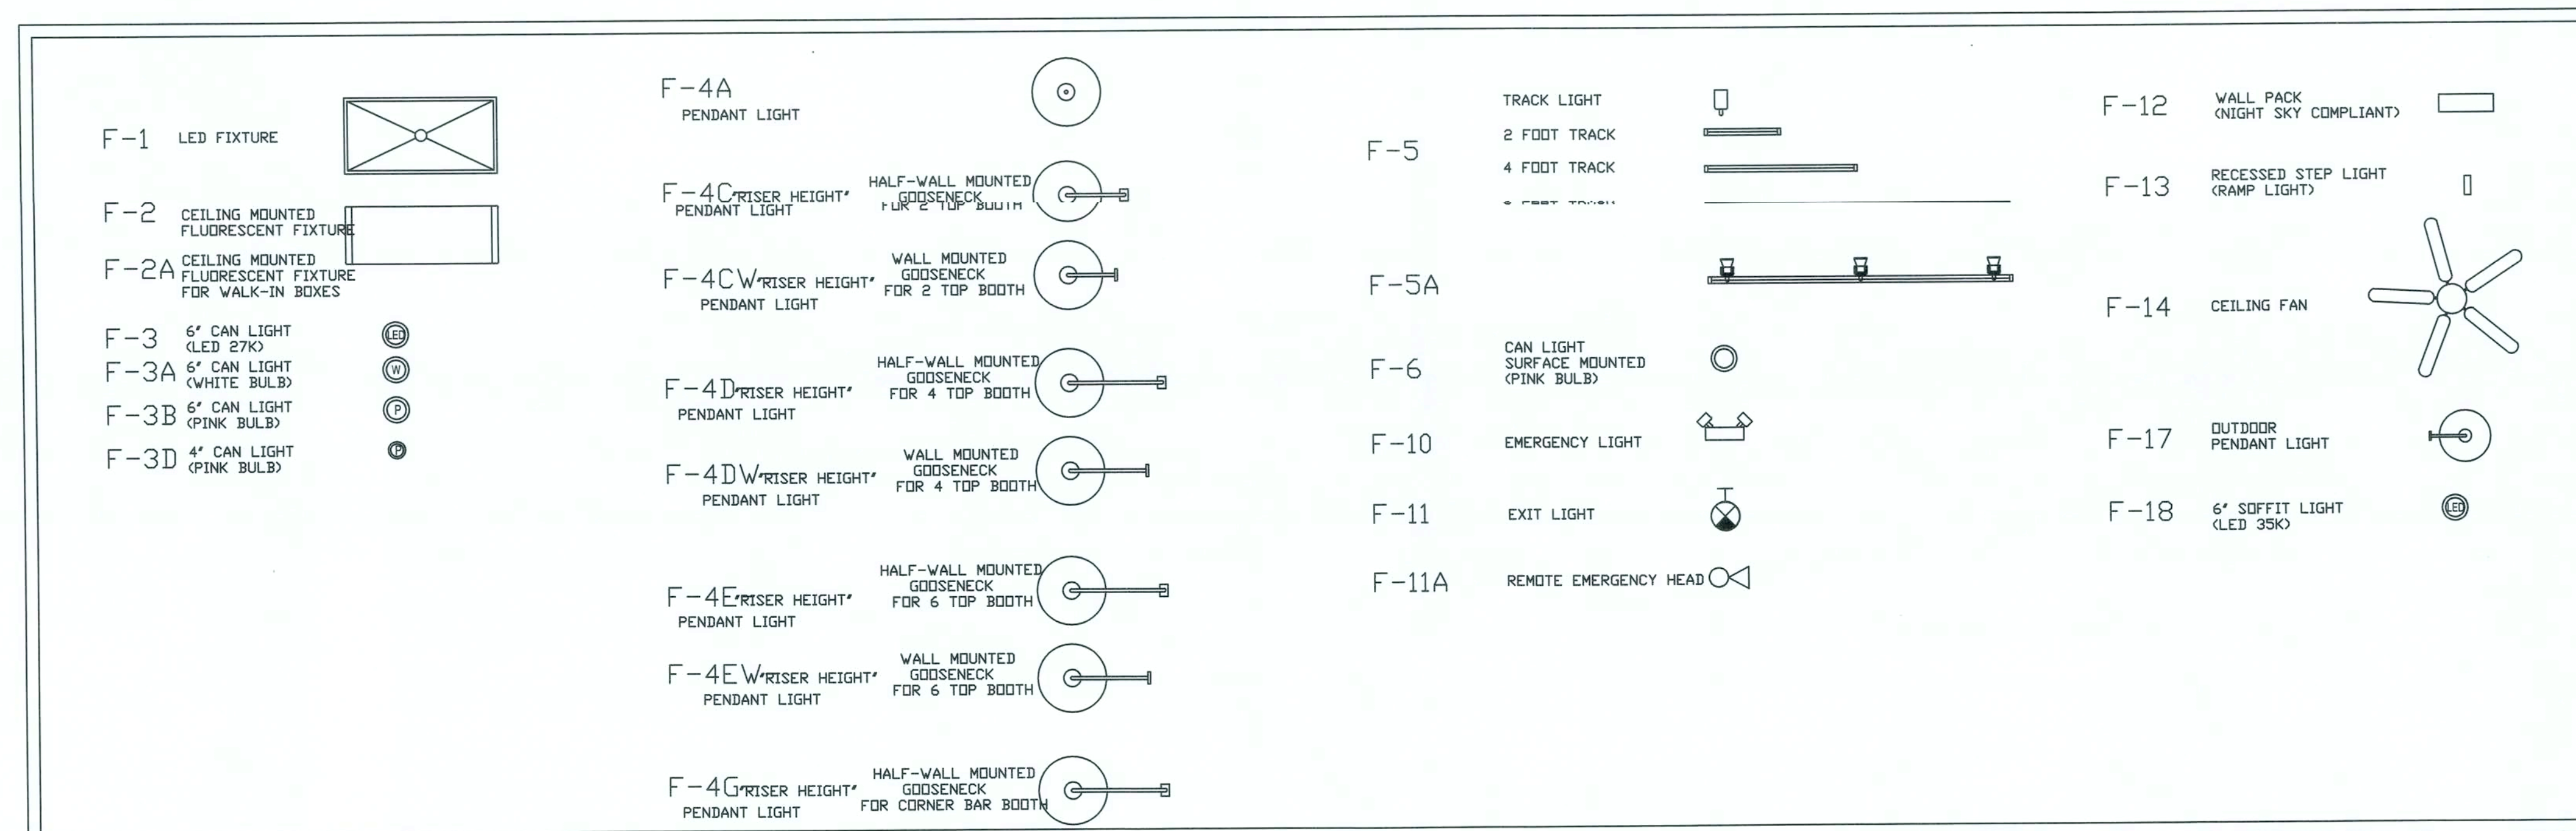 F-1 LED FIXTURE
F-2 CEILING MOUNTED
FLUORESCENT FIXTURE
F-2A CEILING MOUNTED
FLUORESCENT FIXTURE
FOR WALK-IN BOXES
F-3 6" CAN LIGHT
(LED 27K)
LED
F-3A 6" CAN LIGHT
(WHITE BULB)
W
F-3B 6" CAN LIGHT
(PINK BULB)
P
F-3D 4" CAN LIGHT
(PINK BULB)
P
F-4A
PENDANT LIGHT
F-4C"RISER HEIGHT"
PENDANT LIGHT
HALF-WALL MOUNTED
GOOSENECK
FOR 2 TOP BOOTH
F-4CW"RISER HEIGHT"
PENDANT LIGHT
WALL MOUNTED
GOOSENECK
FOR 2 TOP BOOTH
F-4D"RISER HEIGHT"
PENDANT LIGHT
HALF-WALL MOUNTED
GOOSENECK
FOR 4 TOP BOOTH
F-4DW"RISER HEIGHT"
PENDANT LIGHT
WALL MOUNTED
GOOSENECK
FOR 4 TOP BOOTH
F-4E"RISER HEIGHT"
PENDANT LIGHT
HALF-WALL MOUNTED
GOOSENECK
FOR 6 TOP BOOTH
F-4EW"RISER HEIGHT"
PENDANT LIGHT
WALL MOUNTED
GOOSENECK
FOR 6 TOP BOOTH
F-4G"RISER HEIGHT"
PENDANT LIGHT
HALF-WALL MOUNTED
GOOSENECK
FOR CORNER BAR BOOTH
F-5
TRACK LIGHT
2 FOOT TRACK
4 FOOT TRACK
FOOT TRACK
F-5A
F-6 CAN LIGHT
SURFACE MOUNTED
(PINK BULB)
F-10 EMERGENCY LIGHT
F-11 EXIT LIGHT
F-11A REMOTE EMERGENCY HEAD
F-12 WALL PACK
(NIGHT SKY COMPLIANT)
F-13 RECESSED STEP LIGHT
(RAMP LIGHT)
F-14 CEILING FAN
F-17 OUTDOOR
PENDANT LIGHT
F-18 6" SOFFIT LIGHT
(LED 35K)
LED